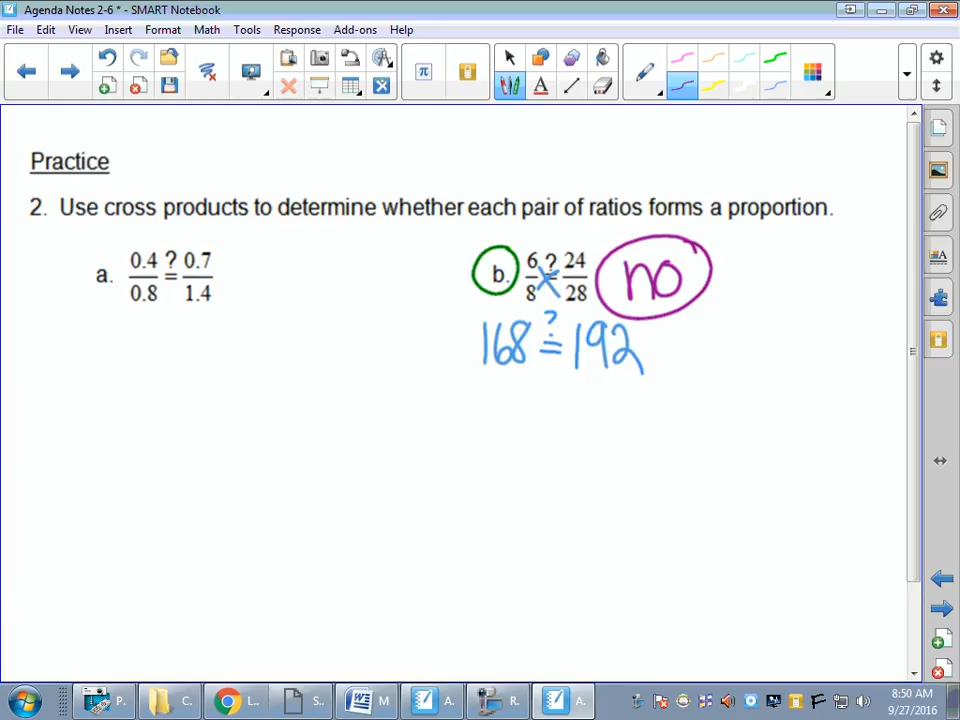 Agenda Notes 2-6 * - SMART Notebook
File Edit View Insert Format Math Tools Response Add-ons Help
π
A
Practice
2. Use cross products to determine whether each pair of ratios forms a proportion.
a. 0.4/0.8 ?= 0.7/1.4
b. 6/8 ?= 24/28 no
168 ?= 192
P.. C.. L.. S.. M A.. R.. A.. 8:50 AM
9/27/2016